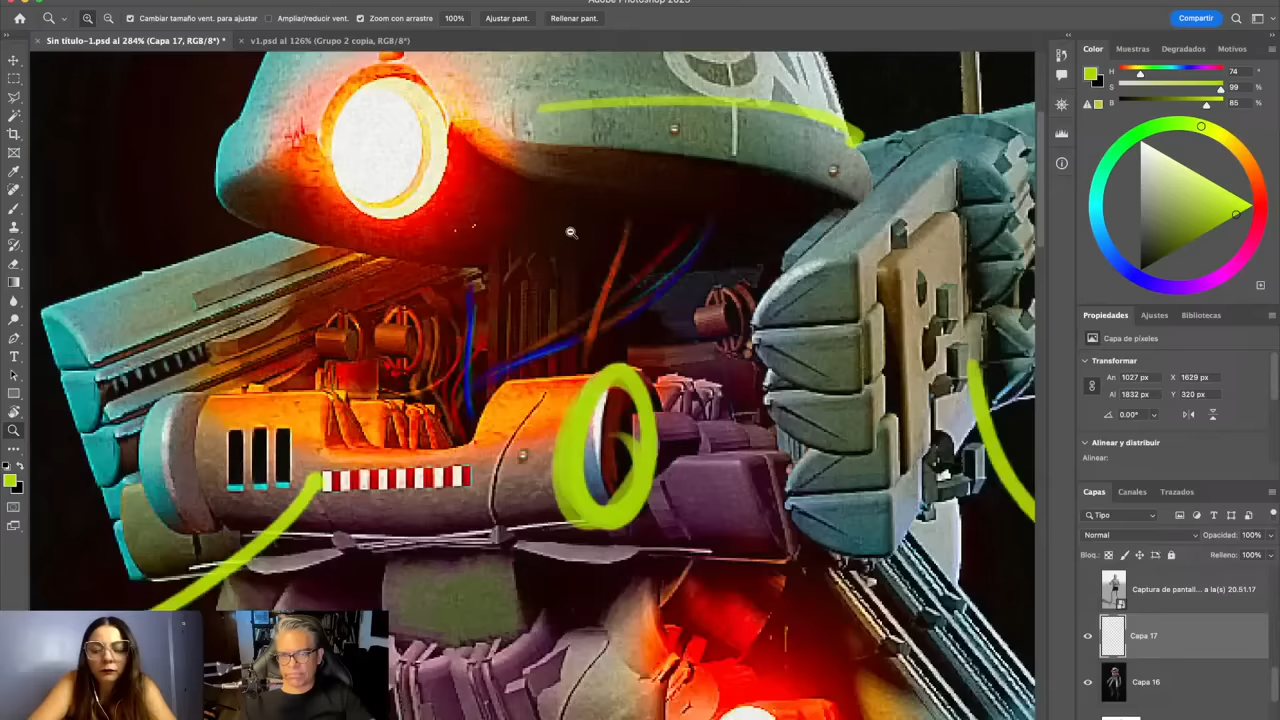 Adobe Photoshop 2023
Cambiar tamaño vent. para ajustar
Ampliar/reducir vent.
Zoom con arrastre
100%
Ajustar pant.
Rellenar pant.
Compartir
Sin título-1.psd al 284% (Capa 17, RGB/8*) *
v1.psd al 126% (Grupo 2 copia, RGB/8*)
Color
Muestras
Degradados
Motivos
H
74
°
S
99
%
B
85
%
Propiedades
Ajustes
Bibliotecas
Capa de píxeles
Transformar
An 1027 px
X 1629 px
Al 1832 px
Y 320 px
0.00°
Alinear y distribuir
Alinear:
Capas
Canales
Trazados
Tipo
Normal
Opacidad: 100%
Bloq.:
Relleno: 100%
Captura de pantall... a la(s) 20.51.17
Capa 17
Capa 16